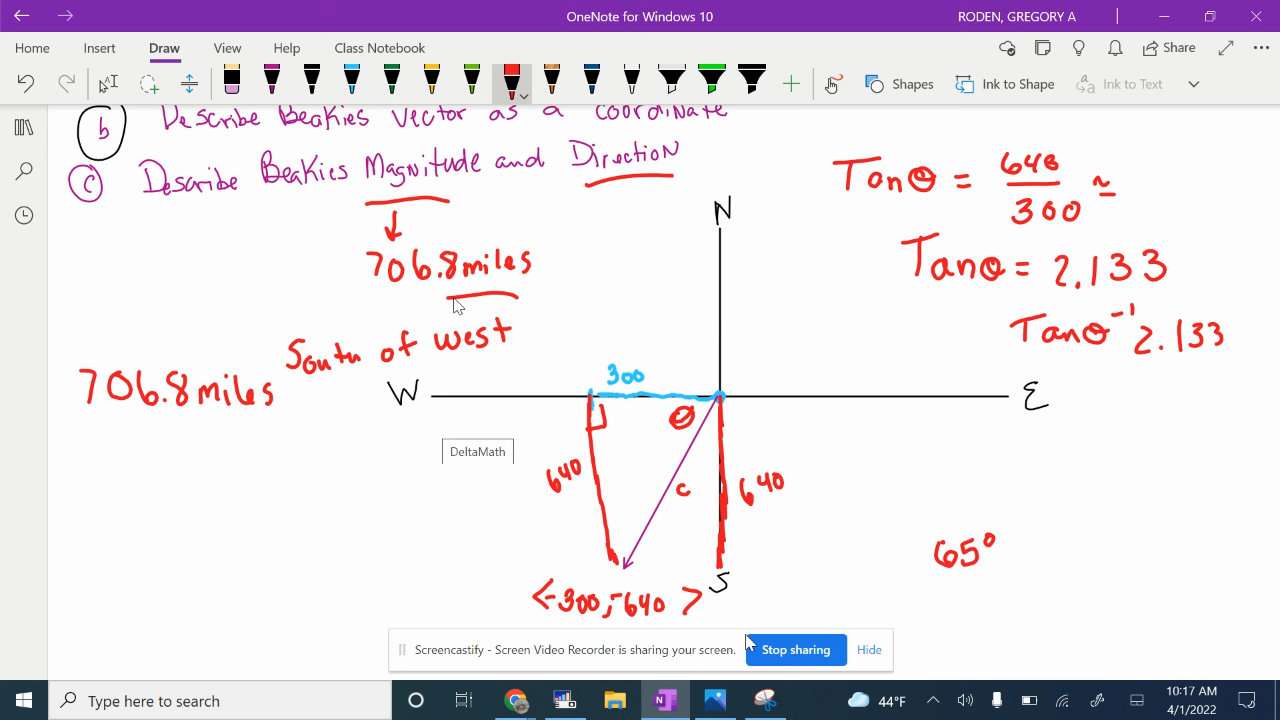 OneNote for Windows 10
RODEN, GREGORY A
Home Insert Draw View Help Class Notebook
Share
Shapes Ink to Shape Ink to Text
b Describe Beakies vector as a coordinate
c Describe Beakies Magnitude and Direction
706.8 miles
South of west
706.8 miles
Tanθ = 640/300 ≃
Tanθ = 2.133
Tanθ⁻¹ 2.133
N
W
E
S
300
θ
640
c
640
65°
<-300, -640>
DeltaMath
Screencastify - Screen Video Recorder is sharing your screen. Stop sharing Hide
Type here to search
44°F
10:17 AM
4/1/2022